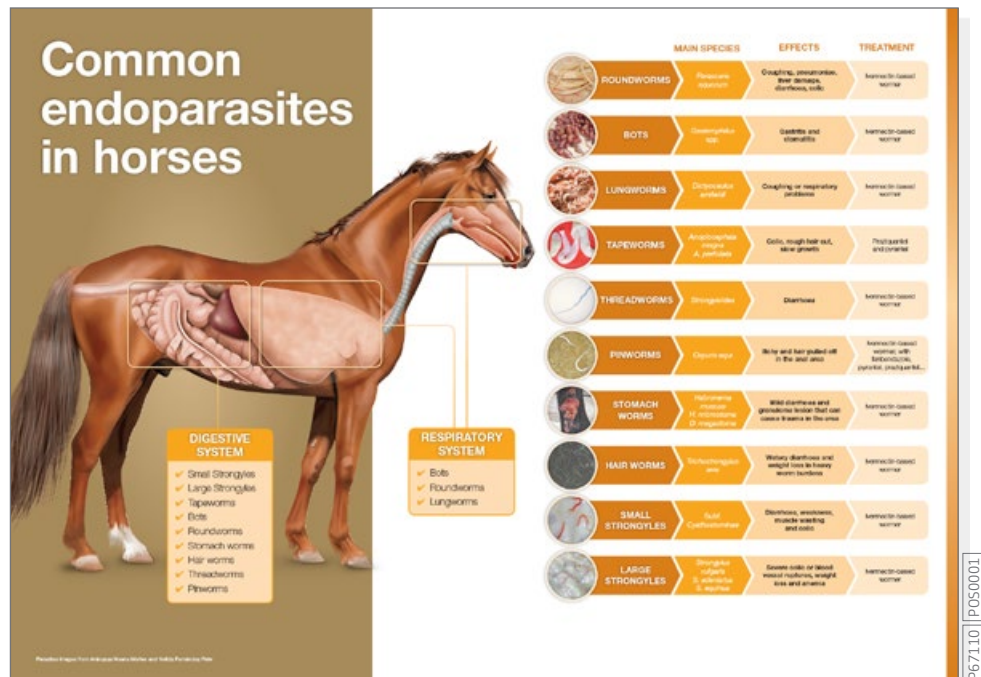 Common
endoparasites
in horses
MAIN SPECIES
EFFECTS
TREATMENT
ROUNDWORMS
Parascaris
equorum
Coughing, pneumoniae,
liver damage,
diarrhoea, colic
Ivermectin-based
wormer
BOTS
Gasterophilus
spp.
Gastritis and
stomatitis
Ivermectin-based
wormer
LUNGWORMS
Dictyocaulus
arnfieldi
Coughing or respiratory
problems
Ivermectin-based
wormer
TAPEWORMS
Anoplocephala
magna
A. perfoliata
Colic, rough hair cut,
slow growth
Praziquantel
and pyrantel
THREADWORMS
Strongyloides
Diarrhoea
Ivermectin-based
wormer
PINWORMS
Oxyuris equi
Itchy and hair pulled off
in the anal area
Ivermectin-based
wormer, with
fenbendazole,
pyrantel, praziquantel...
STOMACH
WORMS
Habronema
muscae
H.
D. megastoma
Mild diarrhoea and
granuloma lesion that can
cause trauma in the area
Ivermectin-based
wormer
HAIR WORMS
Trichostrongylus
axei
Watery diarrhoea and
weight loss in heavy
worm burdens
Ivermectin-based
wormer
SMALL
STRONGYLES
Subf.
Cyathostominae
Diarrhoea, weakness,
muscle wasting
and colic
Ivermectin-based
wormer
LARGE
STRONGYLES
Strongylus
vulgaris
S. edentatus
S. equinus
Severe colic or blood
vessel ruptures, weight
loss and anemia
Ivermectin-based
wormer
DIGESTIVE
SYSTEM
✔ Small Strongyles
✔ Large Strongyles
✔ Tapeworms
✔ Bots
✔ Roundworms
✔ Stomach worms
✔ Hair worms
✔ Threadworms
✔ Pinworms
RESPIRATORY
SYSTEM
✔ Bots
✔ Roundworms
✔ Lungworms
Parasites images from
P67110 P0S0001